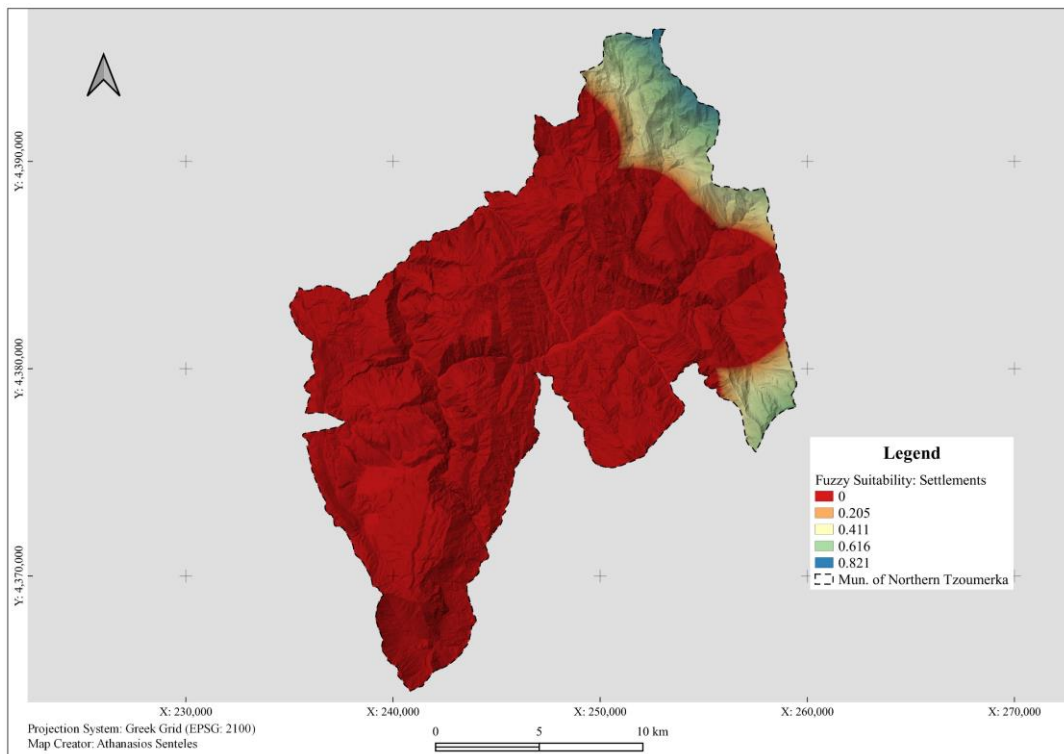 Y: 4,390,000
Y: 4,380,000
Y: 4,370,000
Legend
Fuzzy Suitability: Settlements
0
0.205
0.411
0.616
0.821
Mun. of Northern Tzoumerka
X: 230,000
X: 240,000
X: 250,000
X: 260,000
X: 270,000
Projection System: Greek Grid (EPSG: 2100)
Map Creator: Athanasios Senteles
0
5
10 km